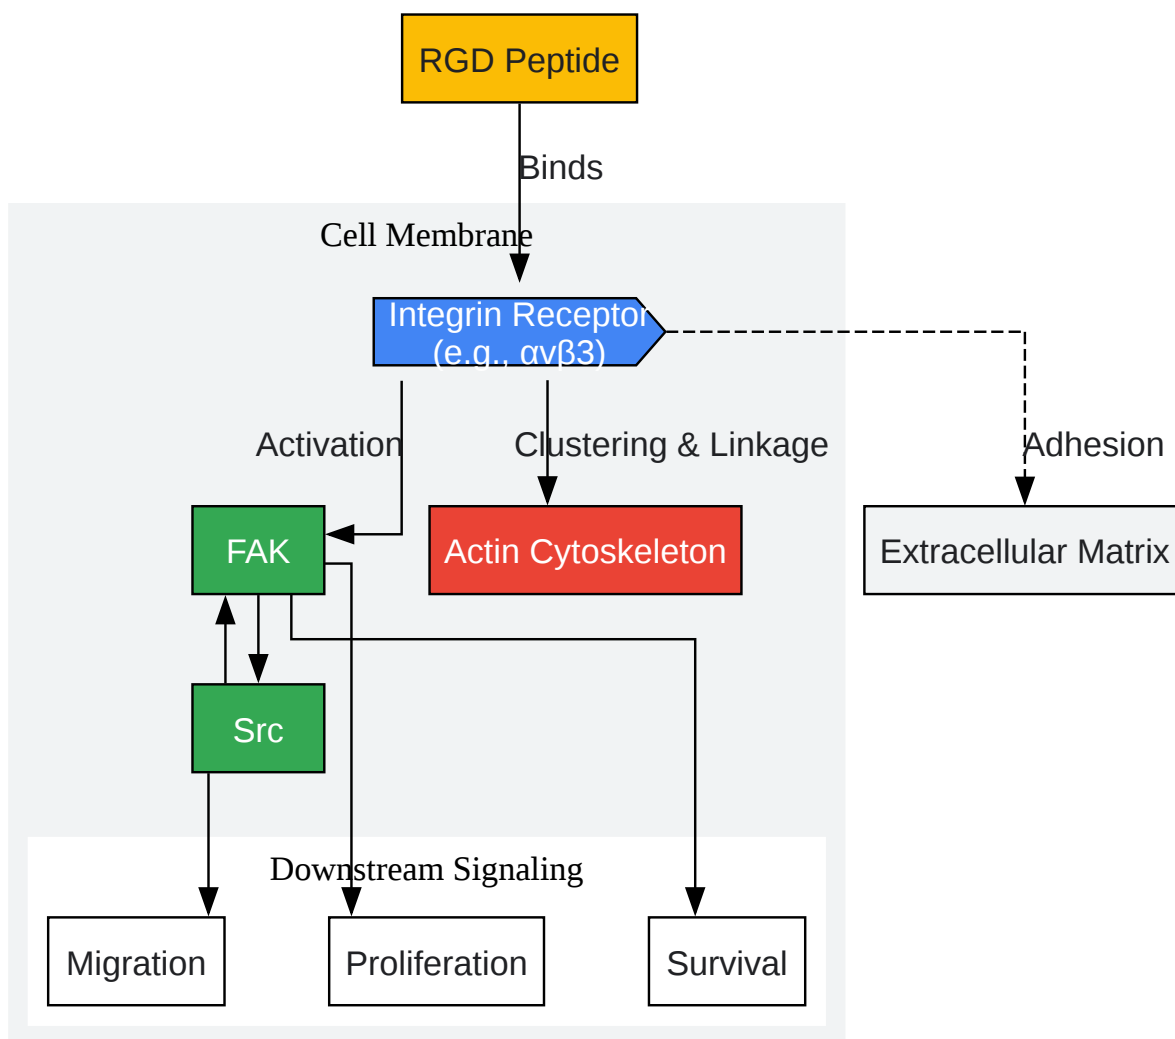 RGD Peptide
Binds
Cell Membrane
Integrin Receptor
(e.g., αvβ3)
Activation
Clustering & Linkage
Adhesion
FAK
Actin Cytoskeleton
Extracellular Matrix
Src
Downstream Signaling
Migration
Proliferation
Survival